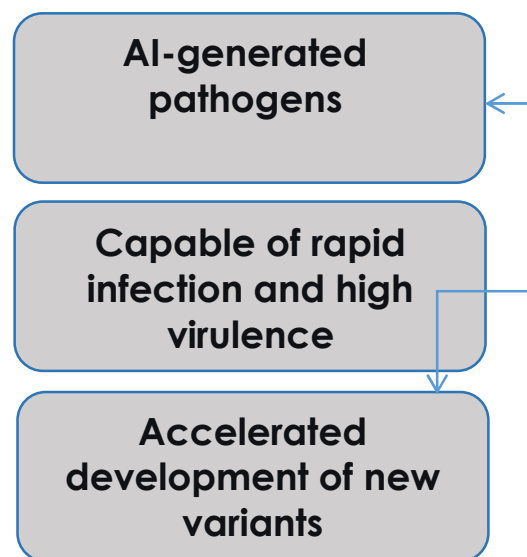 AI-generated
pathogens
Capable of rapid
infection and high
virulence
Accelerated
development of new
variants